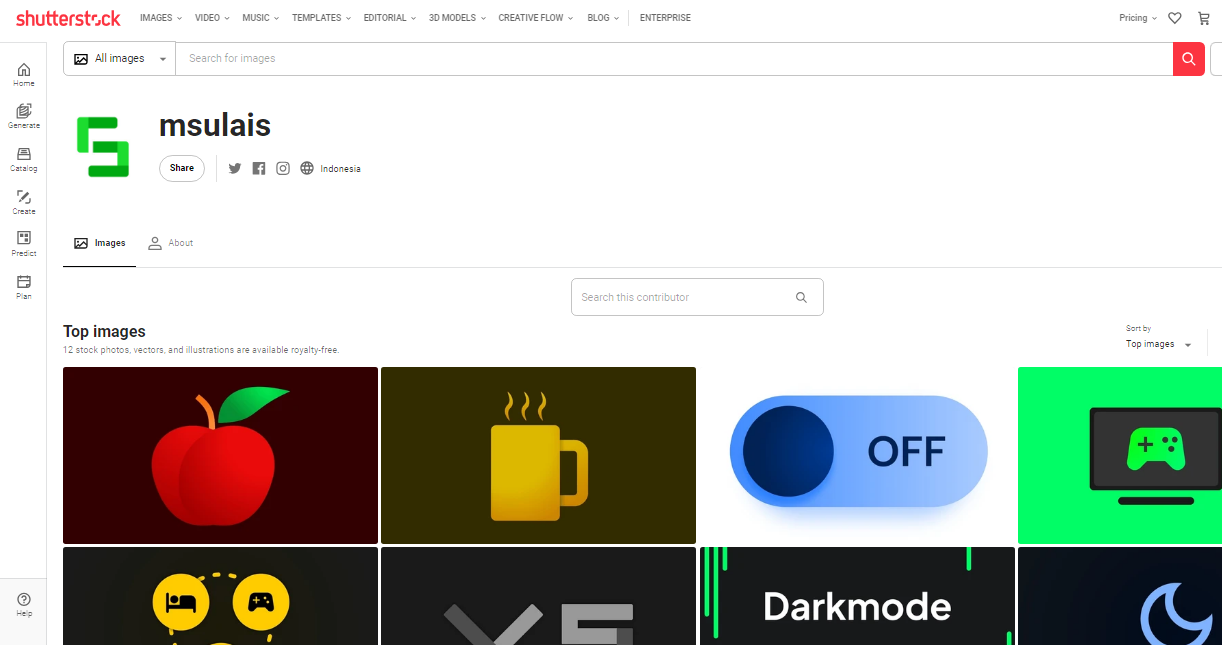 shutterstock
IMAGES VIDEO MUSIC TEMPLATES EDITORIAL 3D MODELS CREATIVE FLOW BLOG ENTERPRISE
Pricing
All images
Search for images
Home
Generate
Catalog
Create
Predict
Plan
Help
msulais
Share
Indonesia
Images
About
Search this contributor
Top images
12 stock photos, vectors, and illustrations are available royalty-free.
Sort by
Top images
OFF
Darkmode